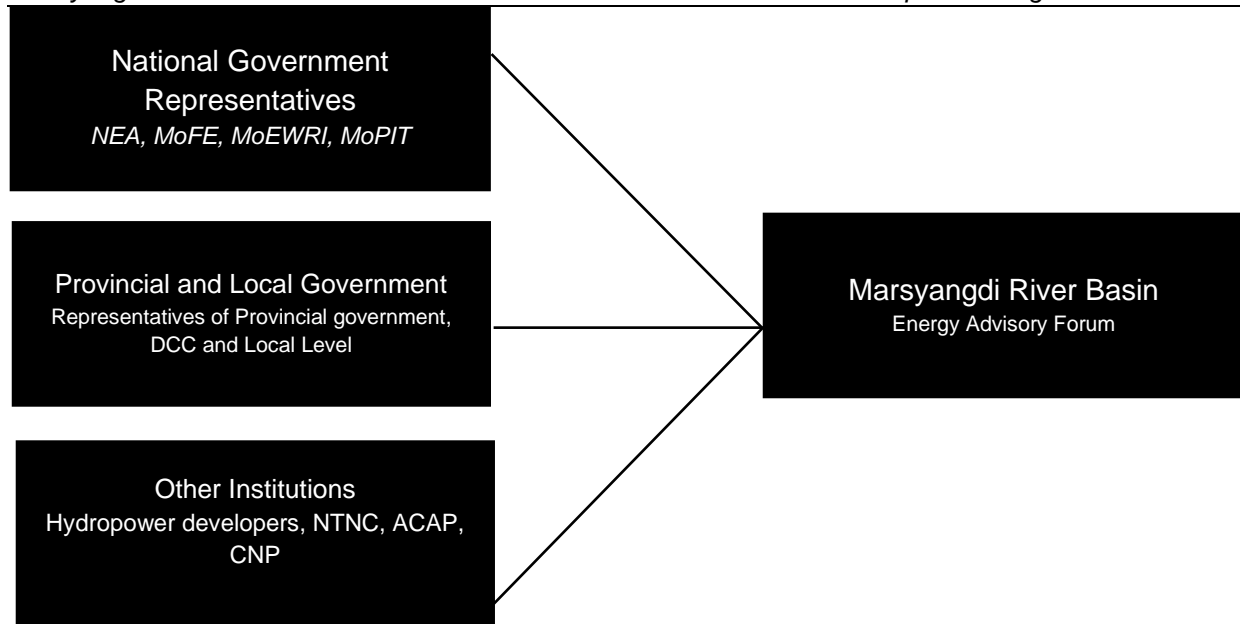 National Government
Representatives
NEA, MoFE, MoEWRI, MoPIT
Provincial and Local Government
Representatives of Provincial government,
DCC and Local Level
Other Institutions
Hydropower developers, NTNC, ACAP,
CNP
Marsyangdi River Basin
Energy Advisory Forum